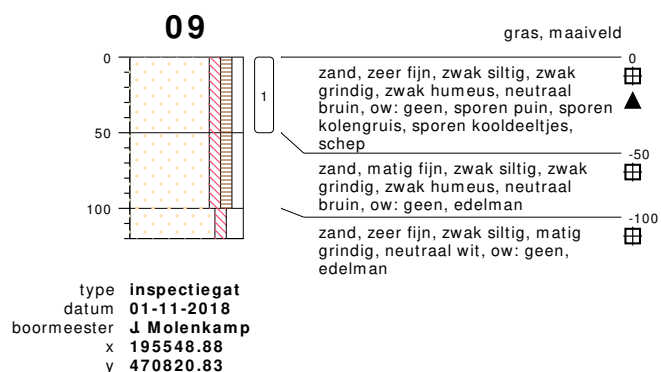 09
gras, maaiveld
0
0
zand, zeer fijn, zwak siltig, zwak
grindig, zwak humeus, neutraal
bruin, ow: geen, sporen puin, sporen
kolengruis, sporen kooldeeltjes,
schep
1
50
-50
zand, matig fijn, zwak siltig, zwak
grindig, zwak humeus, neutraal
bruin, ow: geen, edelman
100
-100
zand, zeer fijn, zwak siltig, matig
grindig, neutraal wit, ow: geen,
edelman
type inspectiegat
datum 01-11-2018
boormeester J. Molenkamp
x 195548.88
y 470820.83